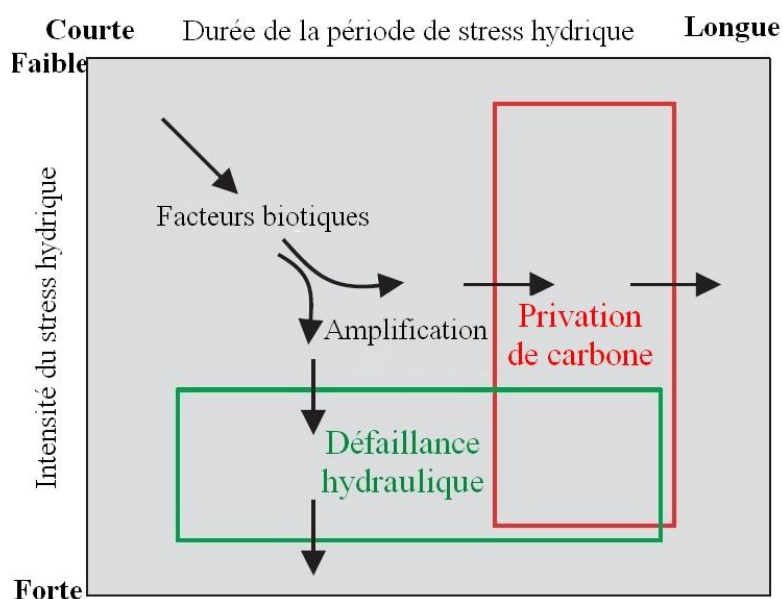 Courte
Durée de la période de stress hydrique
Longue
Faible
Intensité du stress hydrique
Facteurs biotiques
Amplification
Privation
de carbone
Défaillance
hydraulique
Forte